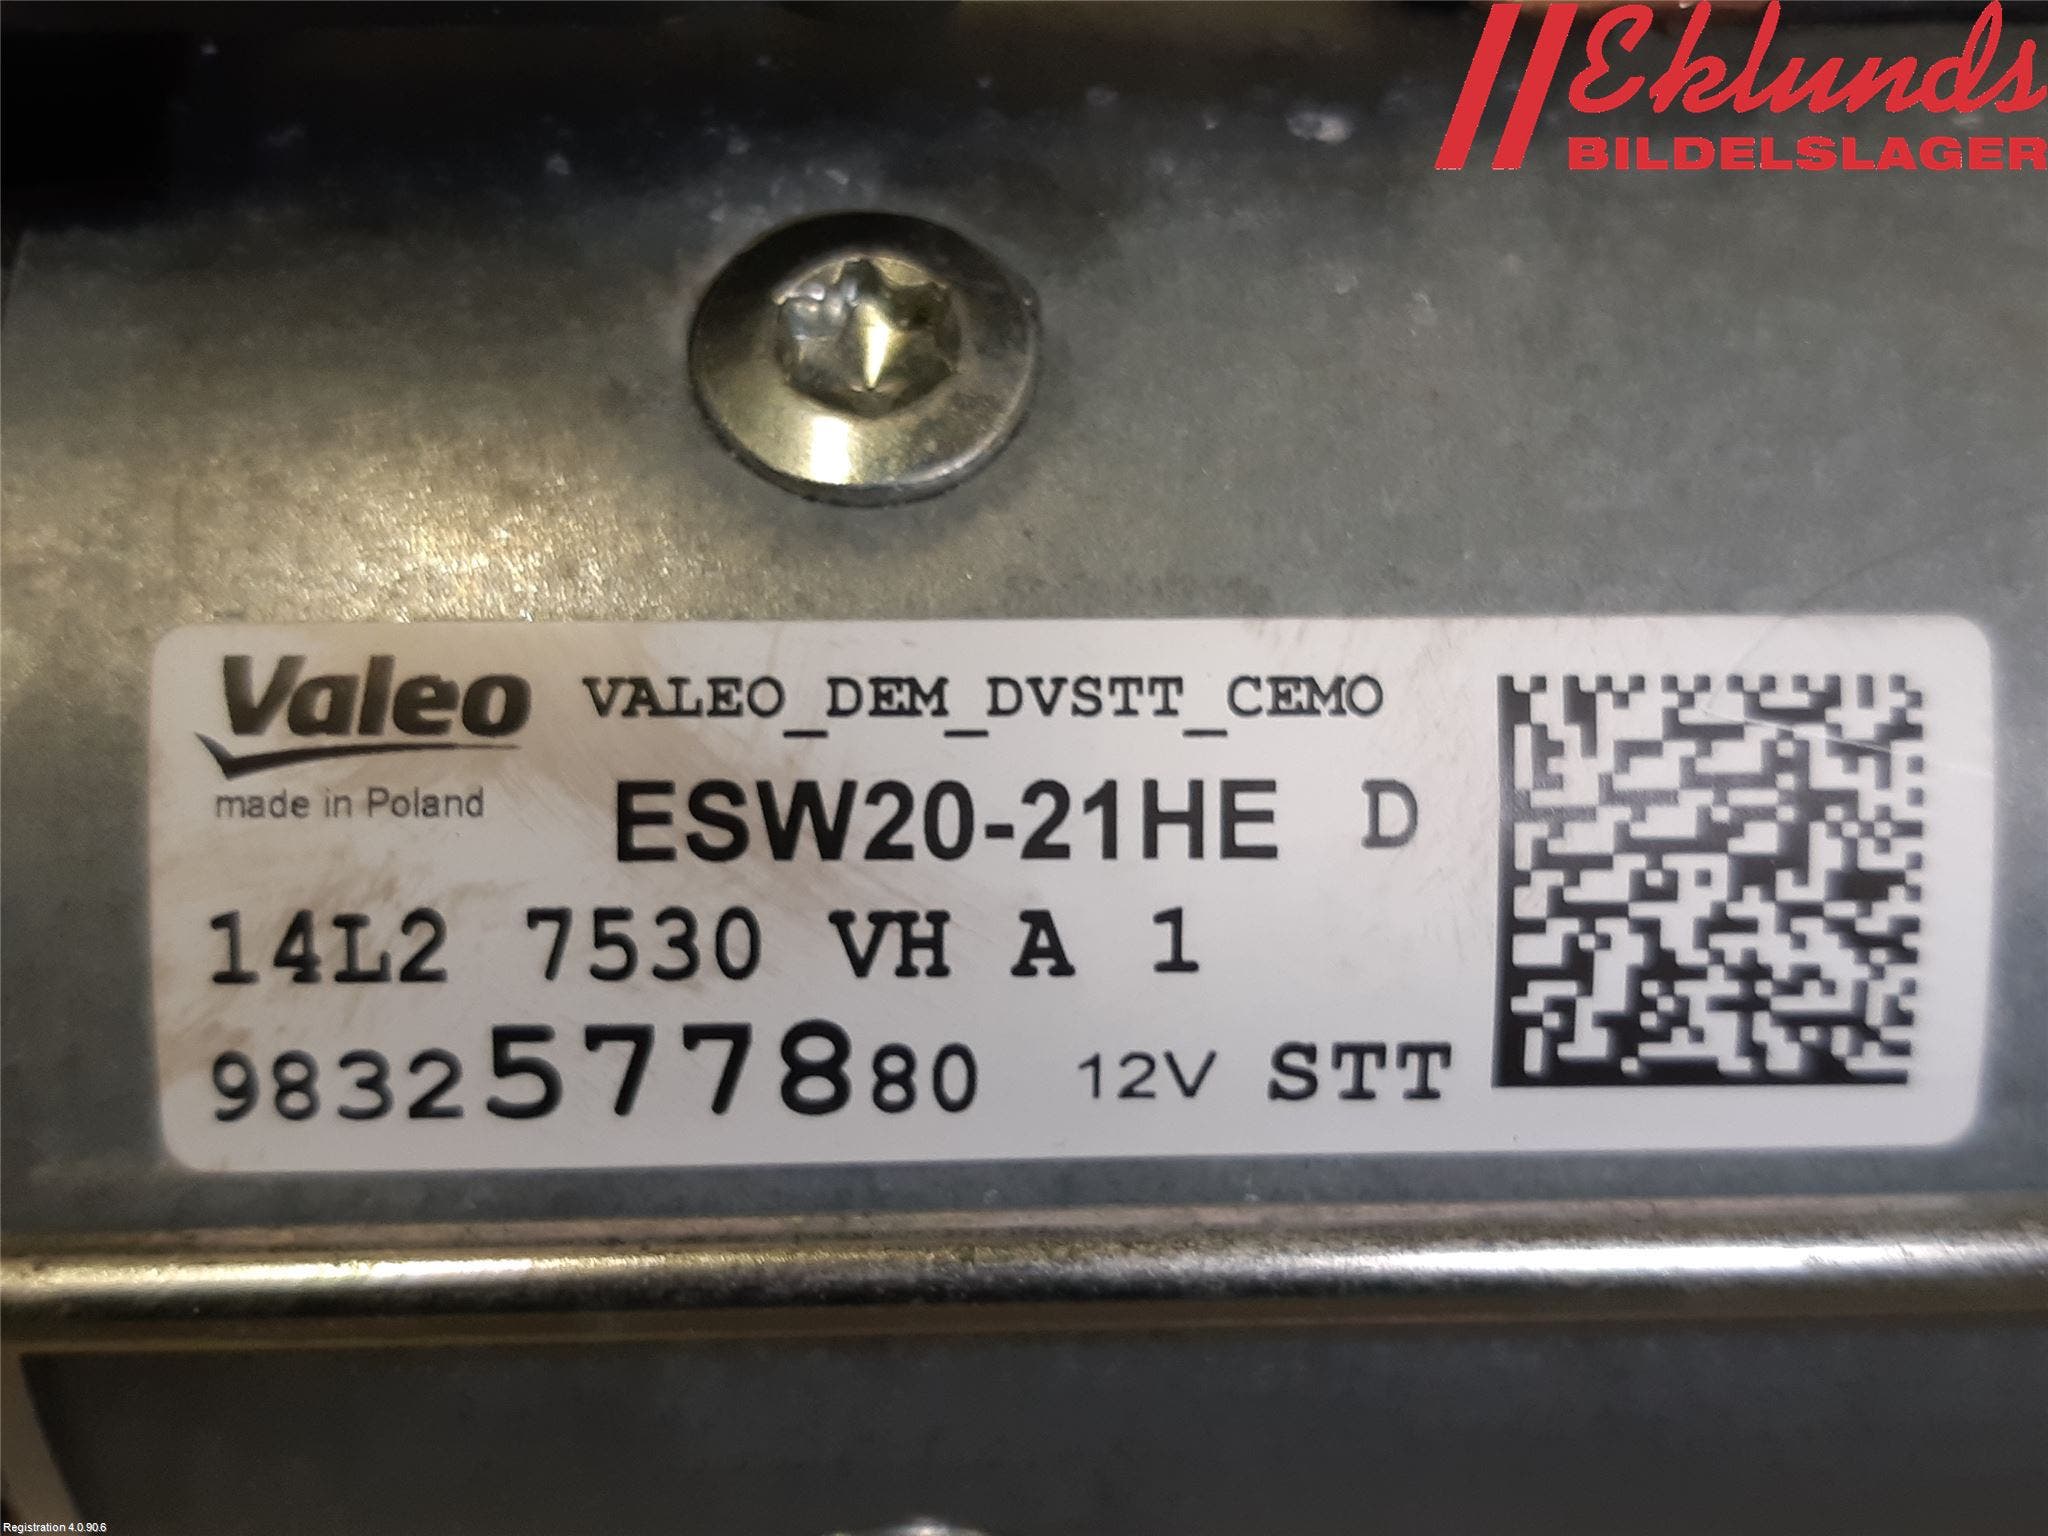 Eklunds
BILDELSLAGER
Valeo VALEO_DEM_DVSTT_CEMO
made in Poland ESW20-21HE D
14L2 7530 VH A 1
9832577880 12V STT
Registration 4.0.90.6